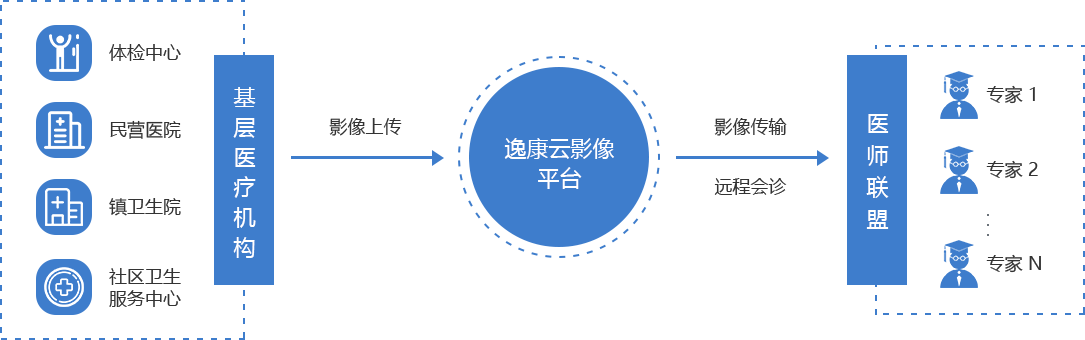 体检中心
民营医院
镇卫生院
社区卫生
服务中心
基层医疗机构
影像上传
逸康云影像
平台
影像传输
远程会诊
医师联盟
专家 1
专家 2
专家 N